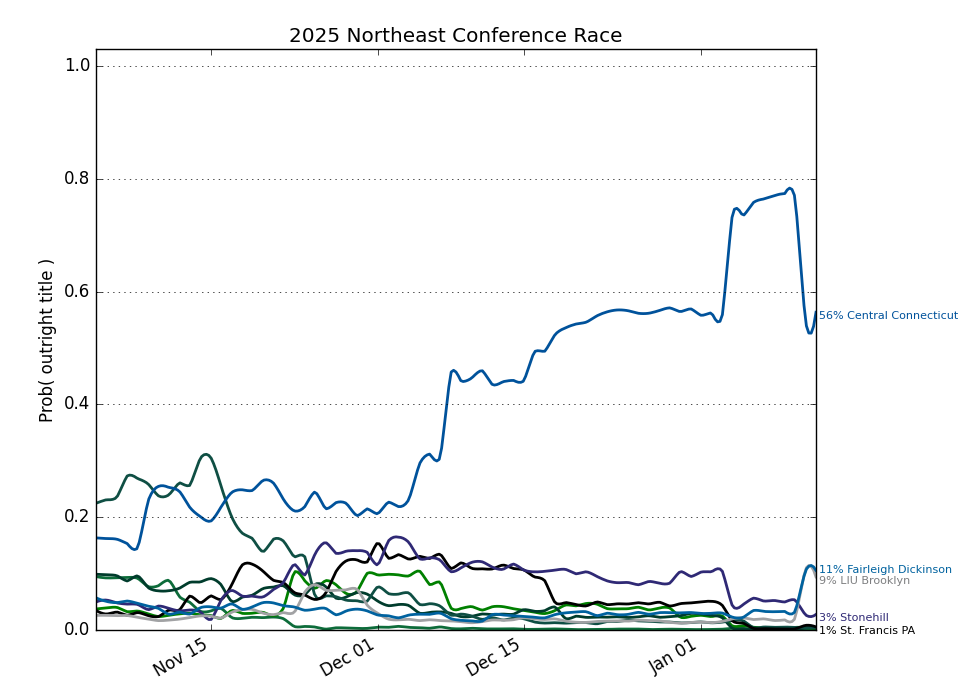 2025 Northeast Conference Race
Prob( outright title )
1.0
0.8
0.6
0.4
0.2
0.0
56% Central Connecticut
11% Fairleigh Dickinson
9% LIU Brooklyn
3% Stonehill
1% St. Francis PA
Nov 15
Dec 01
Dec 15
Jan 01